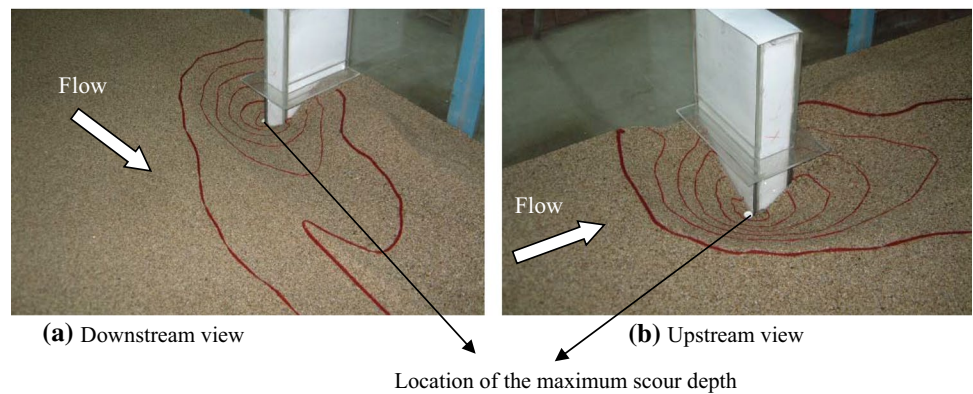 Flow
Flow
(a) Downstream view
(b) Upstream view
Location of the maximum scour depth